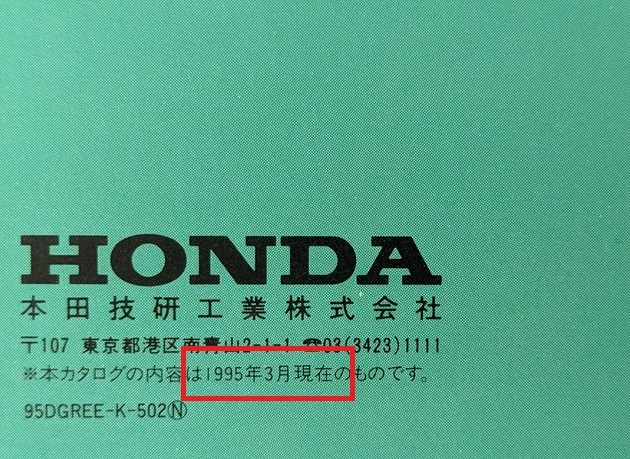 HONDA
本田技研工業株式会社
〒107 東京都港区南青山2-1-1 ☎03(3423)1111
※本カタログの内容は1995年3月現在のものです。
95DGREE-K-502Ⓝ